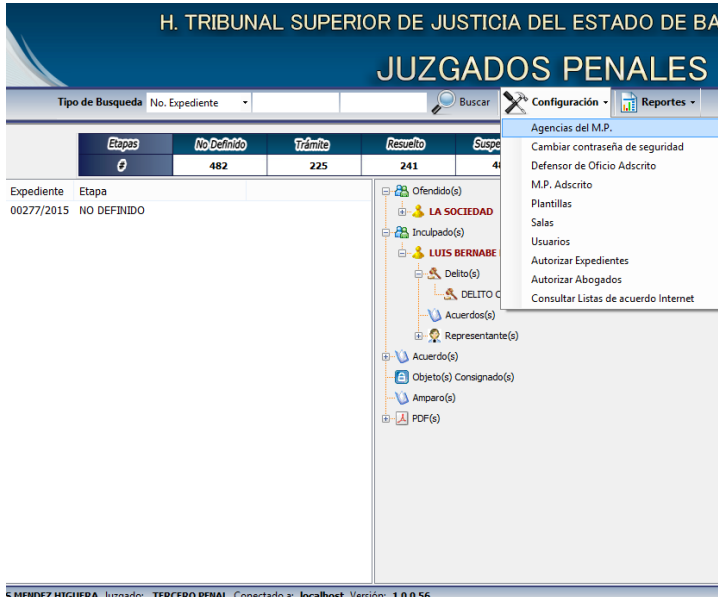 H. TRIBUNAL SUPERIOR DE JUSTICIA DEL ESTADO DE BA
JUZGADOS PENALES
Tipo de Busqueda No. Expediente Buscar Configuración Reportes
Etapas No Definido Trámite Resuelto Suspe
# 482 225 241 48
Agencias del M.P.
Cambiar contraseña de seguridad
Defensor de Oficio Adscrito
M.P. Adscrito
Plantillas
Salas
Usuarios
Autorizar Expedientes
Autorizar Abogados
Consultar Listas de acuerdo Internet
Expediente Etapa
00277/2015 NO DEFINIDO
Ofendido(s)
LA SOCIEDAD
Inculpado(s)
LUIS BERNABE
Delito(s)
DELITO C
Acuerdos(s)
Representante(s)
Acuerdo(s)
Objeto(s) Consignado(s)
Amparo(s)
PDF(s)
S MENDEZ HIGUERA Juzgado: TERCERO PENAL Conectado a: localhost Versión: 1.0.0.56